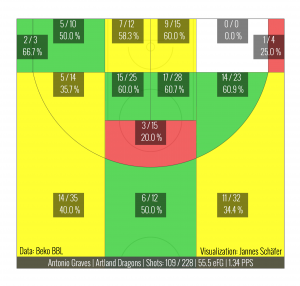 5 / 10
50.0 %
7 / 12
58.3 %
9 / 15
60.0 %
0 / 0
0.0 %
2 / 3
66.7 %
1 / 4
25.0 %
5 / 14
35.7 %
15 / 25
60.0 %
17 / 28
60.7 %
14 / 23
60.9 %
3 / 15
20.0 %
14 / 35
40.0 %
6 / 12
50.0 %
11 / 32
34.4 %
Data: Beko BBL
Visualization: Jannes Schäfer
Antonio Graves | Artland Dragons | Shots: 109 / 228 | 55.5 eFG | 1.34 PPS